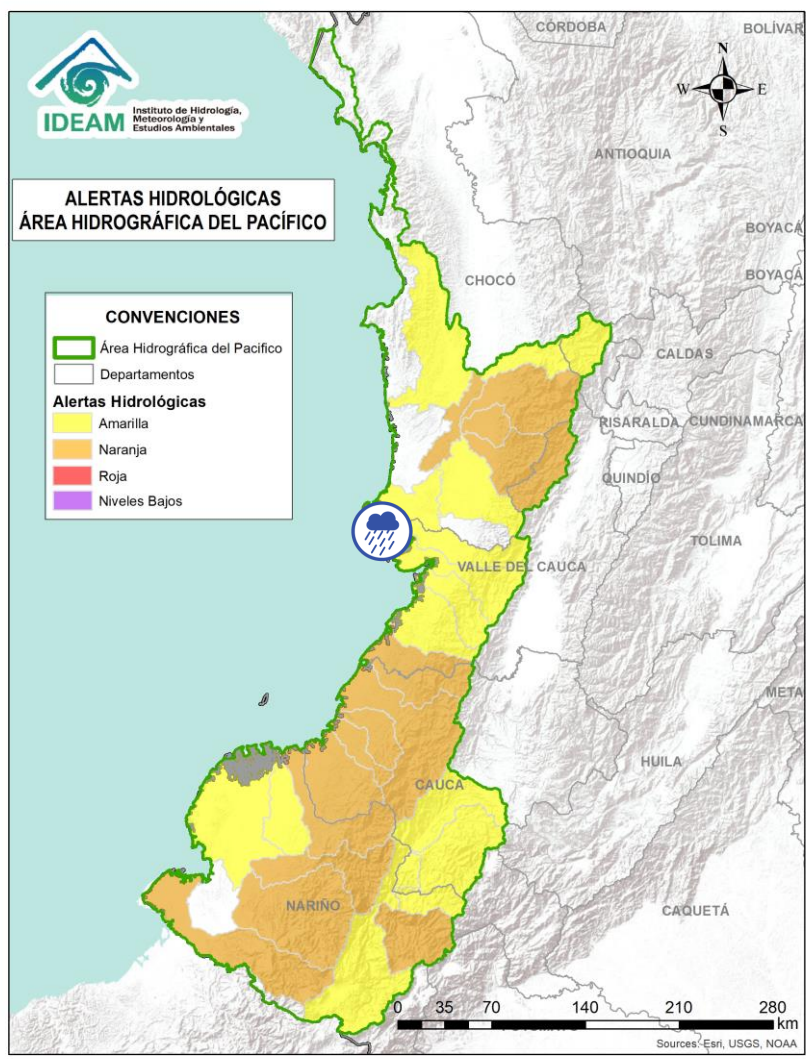 CÓRDOBA
BOLÍVAR
N
W
E
S
IDEAM
Instituto de Hidrología,
Meteorología y
Estudios Ambientales
ANTIOQUIA
ALERTAS HIDROLÓGICAS
ÁREA HIDROGRÁFICA DEL PACÍFICO
BOYACÁ
BOYACÁ
CHOCÓ
CONVENCIONES
Área Hidrográfica del Pacifico
Departamentos
Alertas Hidrológicas
Amarilla
Naranja
Roja
Niveles Bajos
CALDAS
RISARALDA
CUNDINAMARCA
QUINDÍO
TOLIMA
VALLE DEL CAUCA
META
HUILA
CAUCA
NARIÑO
CAQUETÁ
0 35 70 140 210 280
km
Sources: Esri, USGS, NOAA